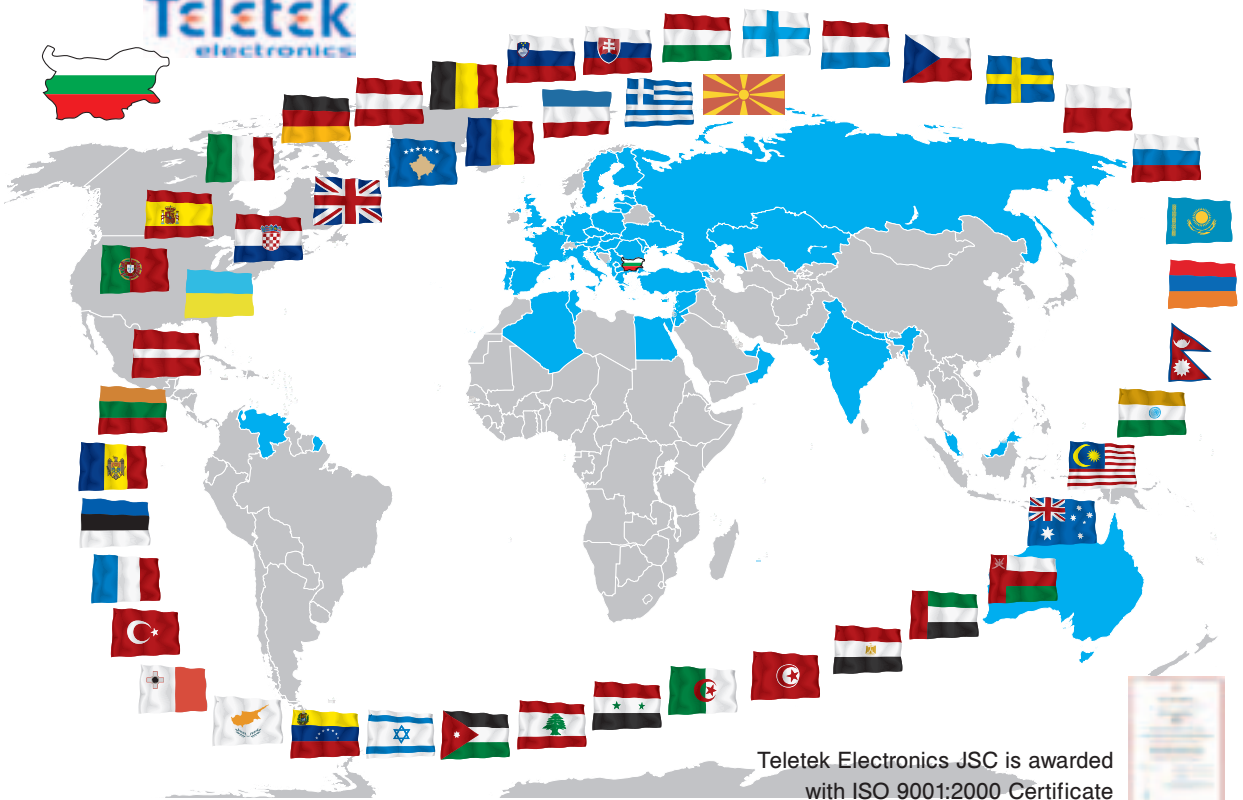 Teletek
electronics
Teletek Electronics JSC is awarded
with ISO 9001:2000 Certificate